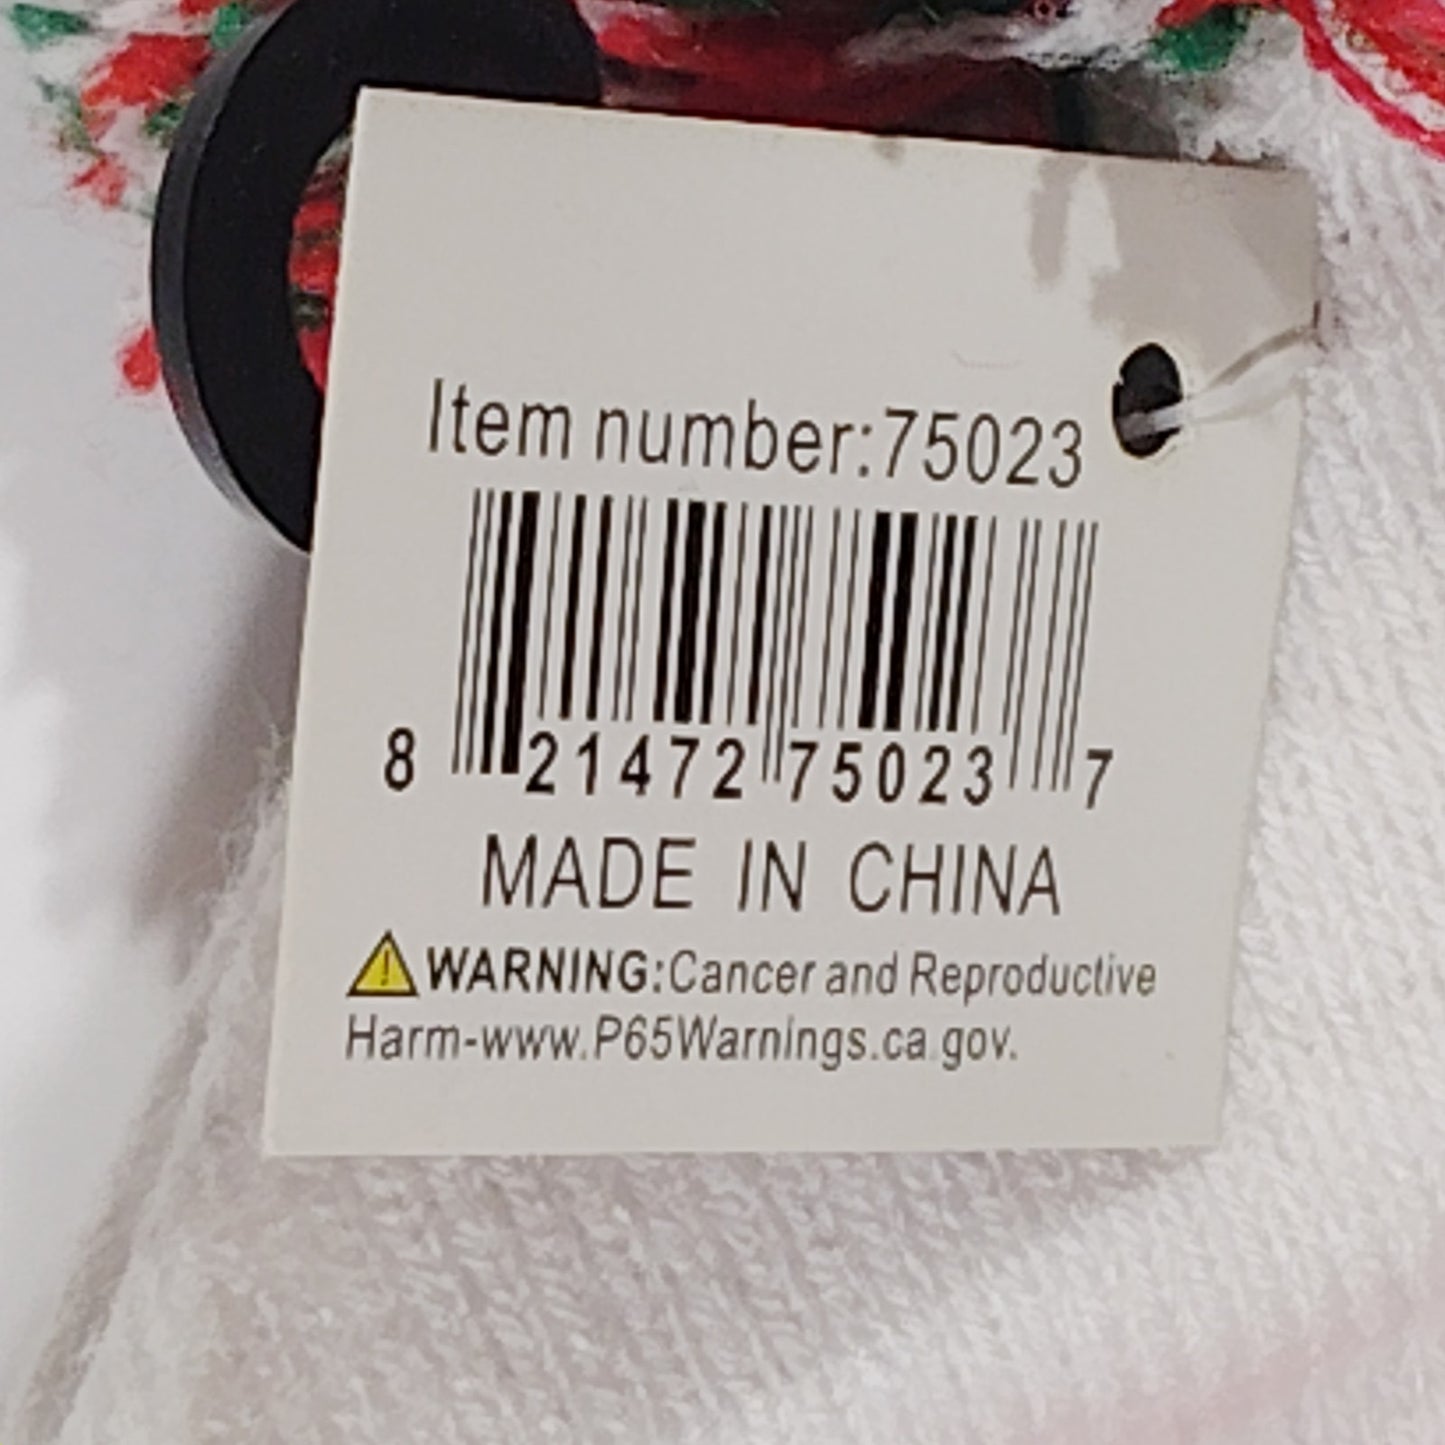 Item number:75023
8 21472 75023 7
MADE IN CHINA
WARNING:Cancer and Reproductive
Harm-www.P65Warnings.ca.gov.